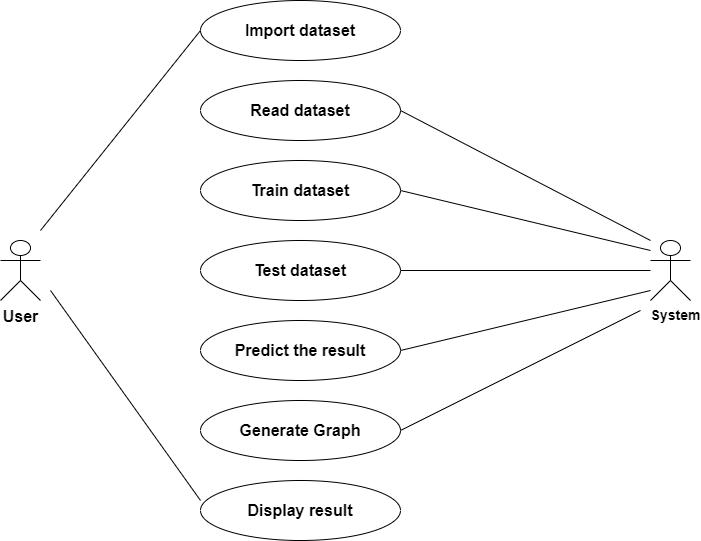 Import dataset
Read dataset
Train dataset
Test dataset
User
System
Predict the result
Generate Graph
Display result